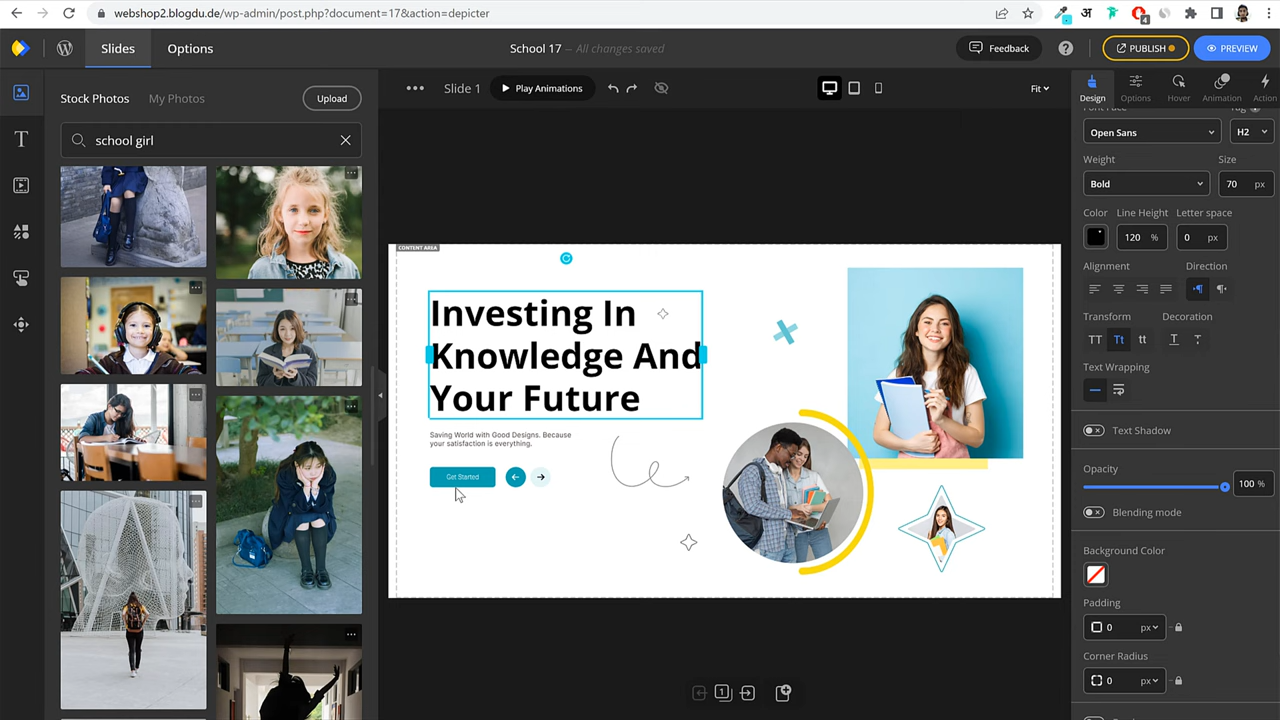 webshop2.blogdu.de/wp-admin/post.php?document=17&action=depicter
Slides
Options
School 17 — All changes saved
Feedback
PUBLISH
PREVIEW
Stock Photos
My Photos
Upload
Slide 1
Play Animations
Fit
Design
Options
Hover
Animation
Action
school girl
Font Face
Tag
Open Sans
H2
Weight
Size
Bold
70 px
Color
Line Height
Letter space
120 %
0 px
Alignment
Direction
Transform
Decoration
TT
Tt
tt
T
T
Text Wrapping
Text Shadow
Opacity
100 %
Blending mode
Background Color
Padding
0 px
Corner Radius
0 px
CONTENT AREA
Investing In
Knowledge And
Your Future
Saving World with Good Designs. Because
your satisfaction is everything.
Get Started
1